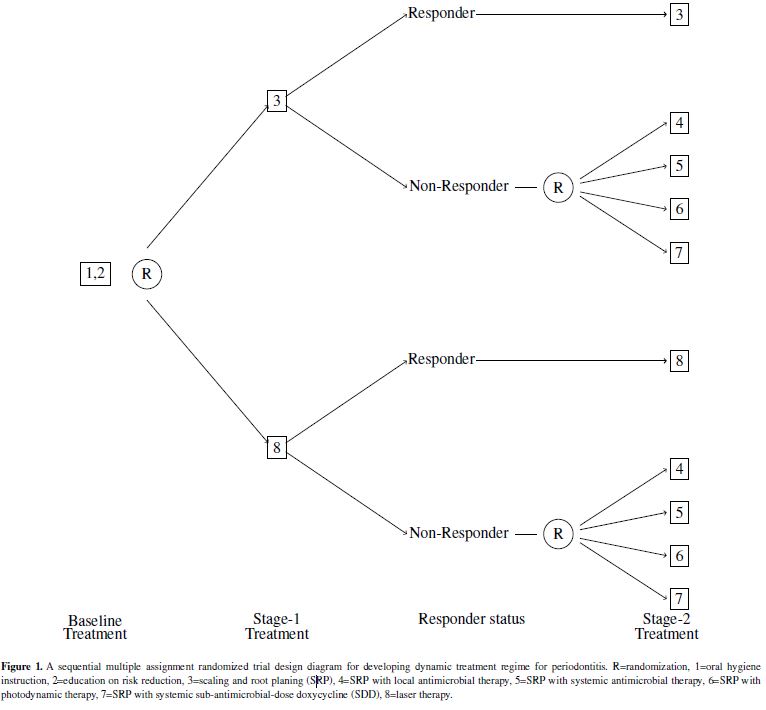 Responder
3
3
4
5
Non-Responder
R
6
7
1,2
R
Responder
8
8
4
5
Non-Responder
R
6
7
Baseline
Treatment
Stage-1
Treatment
Responder status
Stage-2
Treatment
Figure 1. A sequential multiple assignment randomized trial design diagram for developing dynamic treatment regime for periodontitis. R=randomization, 1=oral hygiene
instruction, 2=education on risk reduction, 3=scaling and root planing (SRP), 4=SRP with local antimicrobial therapy, 5=SRP with systemic antimicrobial therapy, 6=SRP with
photodynamic therapy, 7=SRP with systemic sub-antimicrobial-dose doxycycline (SDD), 8=laser therapy.